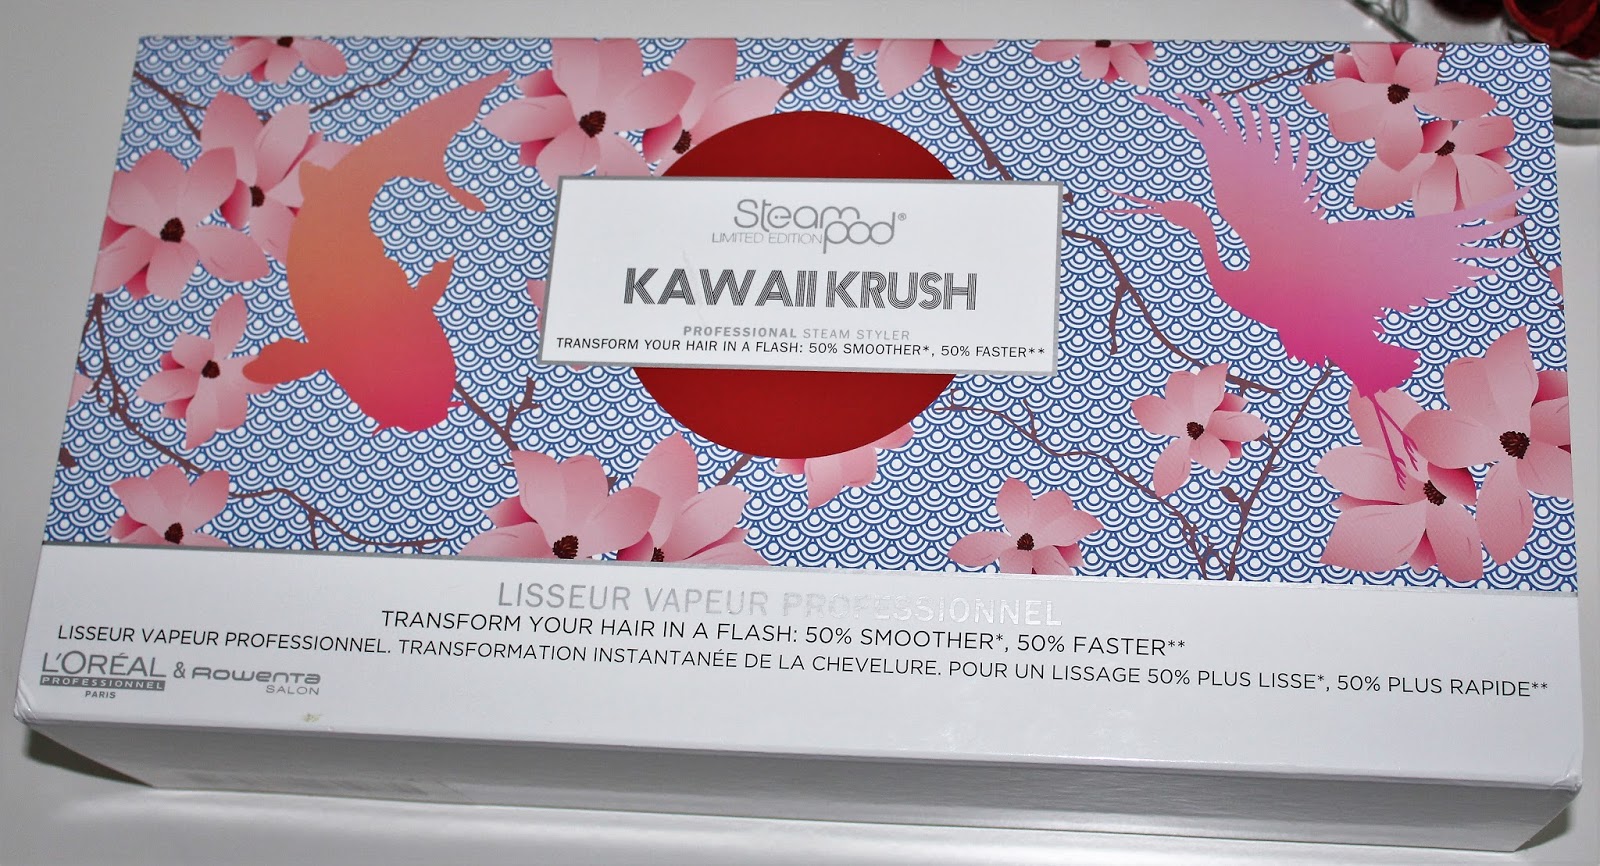 Steampod®
LIMITED EDITION
KAWAII KRUSH
PROFESSIONAL STEAM STYLER
TRANSFORM YOUR HAIR IN A FLASH: 50% SMOOTHER*, 50% FASTER**
LISSEUR VAPEUR PROFESSIONNEL
TRANSFORM YOUR HAIR IN A FLASH: 50% SMOOTHER*, 50% FASTER**
LISSEUR VAPEUR PROFESSIONNEL. TRANSFORMATION INSTANTANÉE DE LA CHEVELURE. POUR UN LISSAGE 50% PLUS LISSE*, 50% PLUS RAPIDE**
L'ORÉAL & ROWENTA
PROFESSIONNEL SALON
PARIS